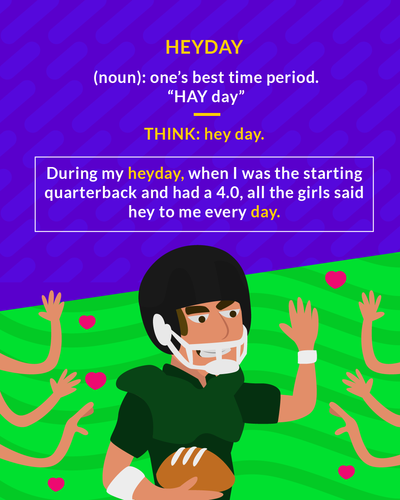 HEYDAY
(noun): one’s best time period.
“HAY day”
THINK: hey day.
During my heyday, when I was the starting
quarterback and had a 4.0, all the girls said
hey to me every day.